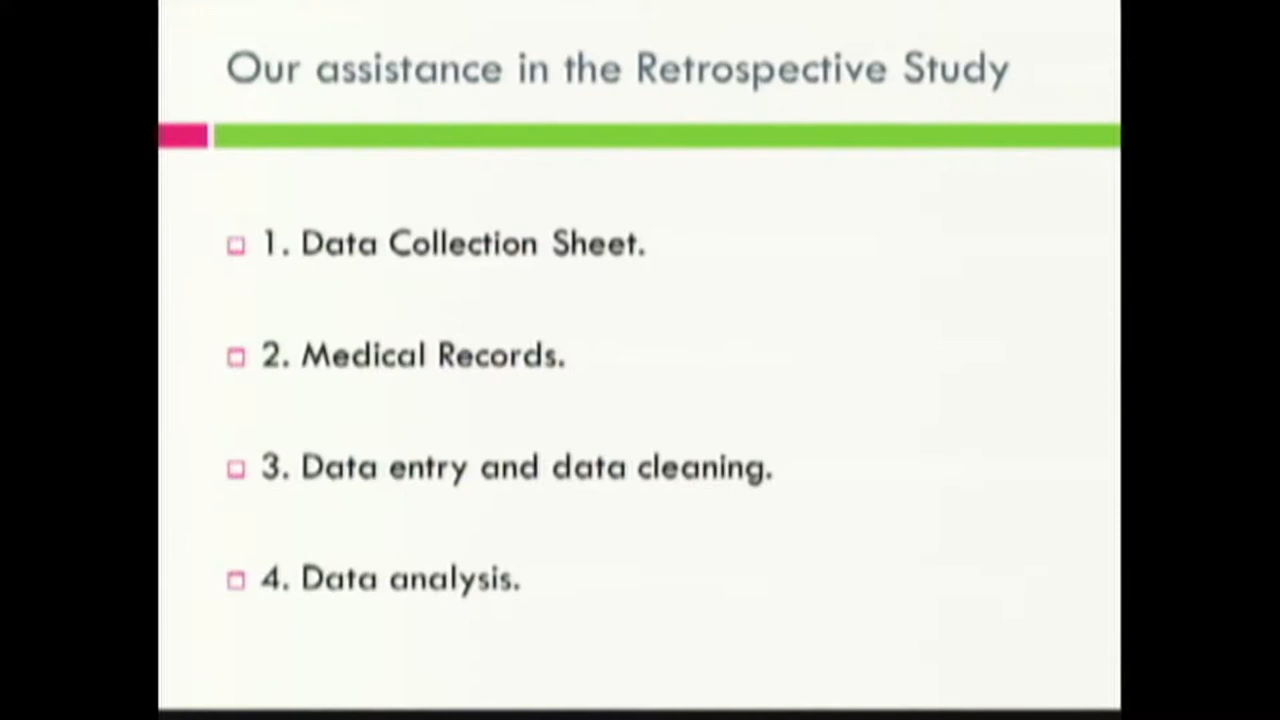 Our assistance in the Retrospective Study
1. Data Collection Sheet.
2. Medical Records.
3. Data entry and data cleaning.
4. Data analysis.